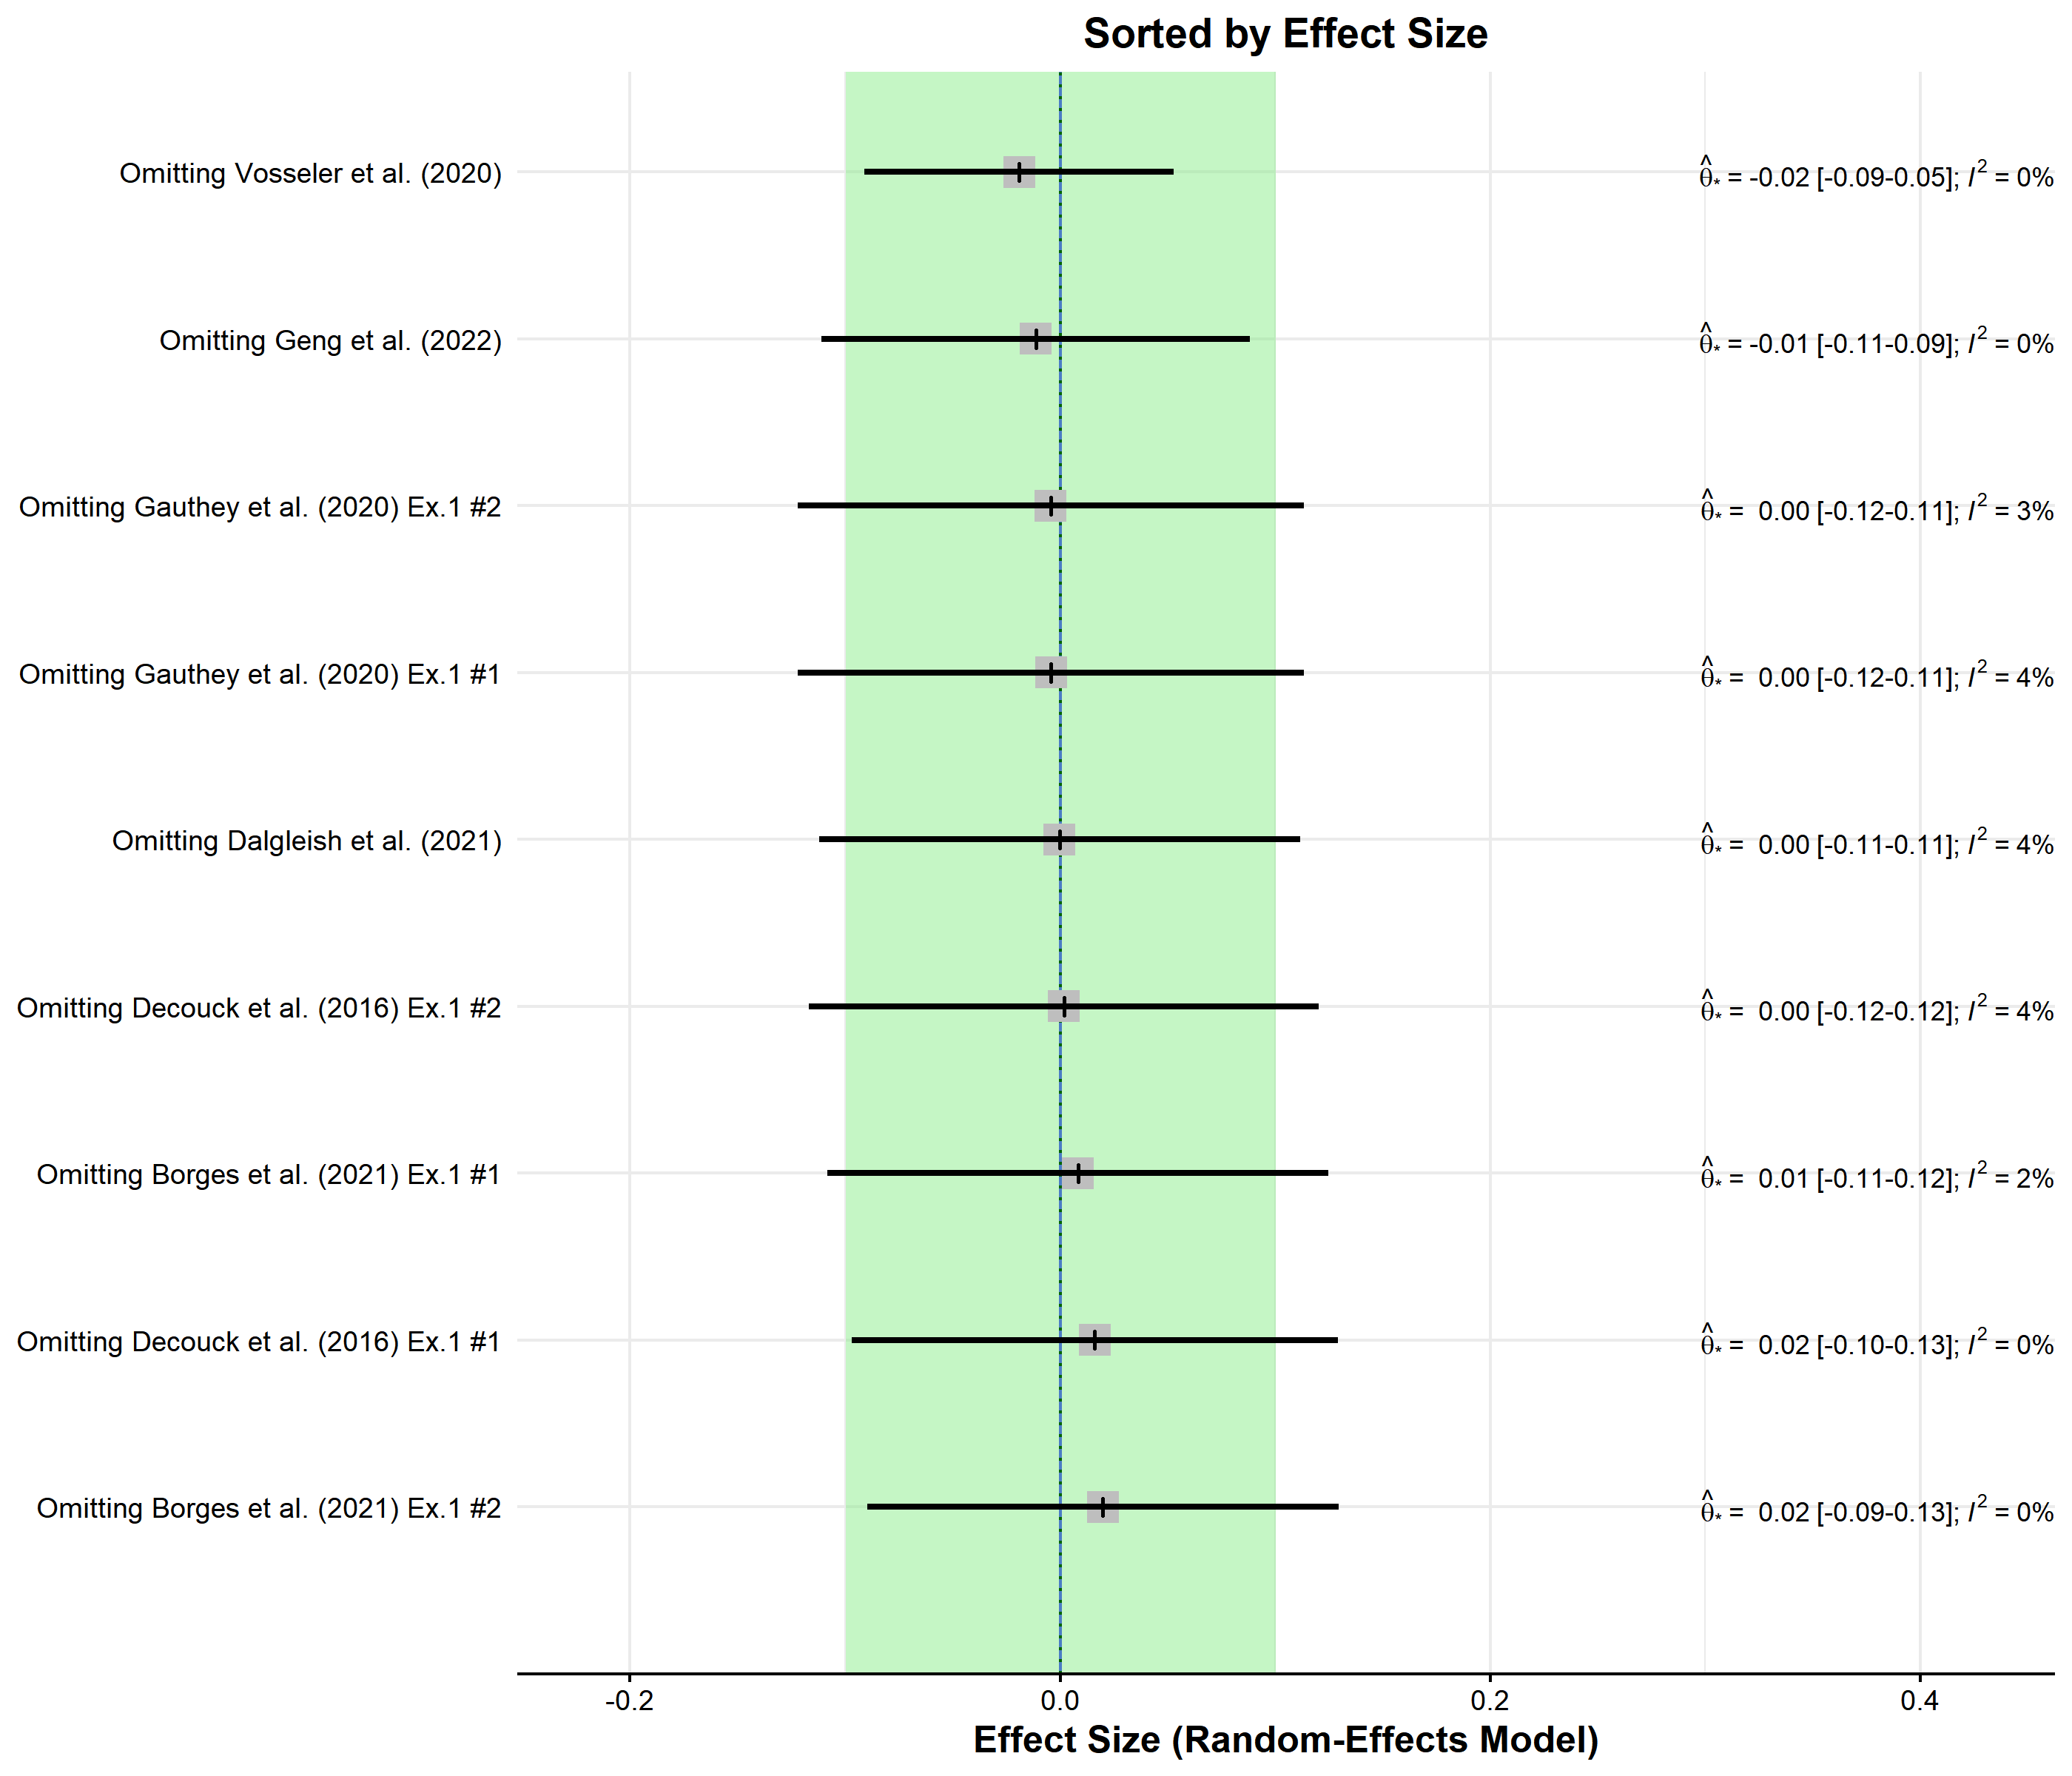 Sorted by Effect Size
Omitting Vosseler et al. (2020) θ̂* = -0.02 [-0.09-0.05]; I² = 0%
Omitting Geng et al. (2022) θ̂* = -0.01 [-0.11-0.09]; I² = 0%
Omitting Gauthey et al. (2020) Ex.1 #2 θ̂* = 0.00 [-0.12-0.11]; I² = 3%
Omitting Gauthey et al. (2020) Ex.1 #1 θ̂* = 0.00 [-0.12-0.11]; I² = 4%
Omitting Dalgleish et al. (2021) θ̂* = 0.00 [-0.11-0.11]; I² = 4%
Omitting Decouck et al. (2016) Ex.1 #2 θ̂* = 0.00 [-0.12-0.12]; I² = 4%
Omitting Borges et al. (2021) Ex.1 #1 θ̂* = 0.01 [-0.11-0.12]; I² = 2%
Omitting Decouck et al. (2016) Ex.1 #1 θ̂* = 0.02 [-0.10-0.13]; I² = 0%
Omitting Borges et al. (2021) Ex.1 #2 θ̂* = 0.02 [-0.09-0.13]; I² = 0%
-0.2 0.0 0.2 0.4
Effect Size (Random-Effects Model)